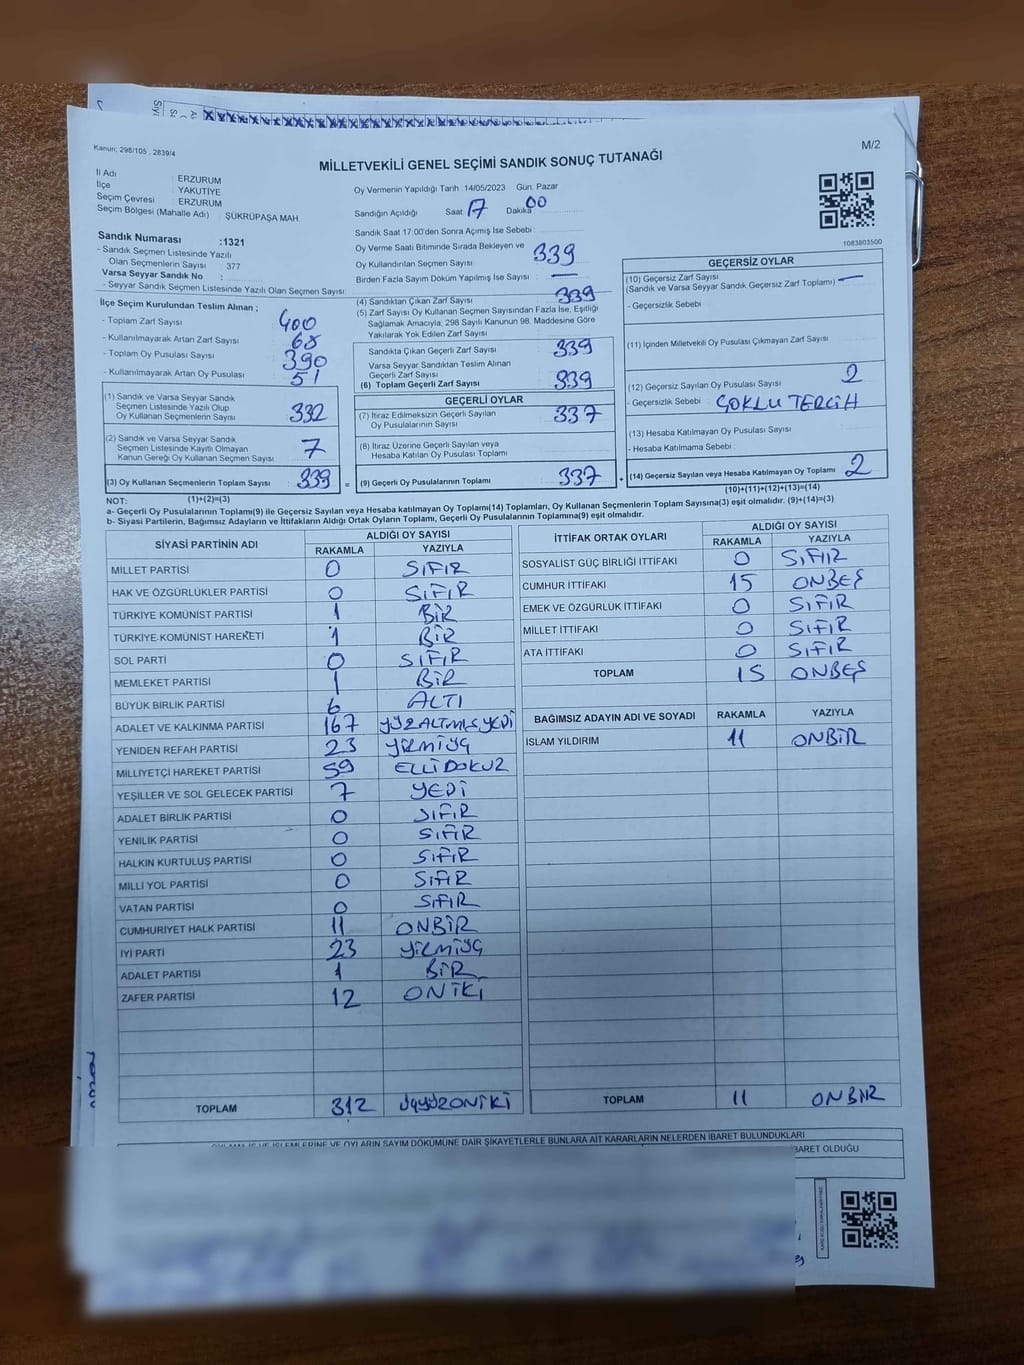 Kanun: 298/105 , 2839/4
M/2
MİLLETVEKİLİ GENEL SEÇİMİ SANDIK SONUÇ TUTANAĞI
İl Adı : ERZURUM
İlçe : YAKUTİYE
Seçim Çevresi : ERZURUM
Seçim Bölgesi (Mahalle Adı) : ŞÜKRÜPAŞA MAH
Sandık Numarası :1321
- Sandık Seçmen Listesinde Yazılı
Olan Seçmenlerin Sayısı 377
Varsa Seyyar Sandık No :
- Seyyar Sandık Seçmen Listesinde Yazılı Olan Seçmen Sayısı:
Oy Vermenin Yapıldığı Tarih :14/05/2023 Gün: Pazar
Sandığın Açıldığı Saat 17 Dakika 00
Sandık Saat 17:00'den Sonra Açımış İse Sebebi :
Oy Verme Saati Bitiminde Sırada Bekleyen ve
Oy Kullandırılan Seçmen Sayısı 339
Birden Fazla Sayım Döküm Yapılmış İse Sayısı : —
1083803500
İlçe Seçim Kurulundan Teslim Alınan ;
- Toplam Zarf Sayısı 400
- Kullanılmayarak Artan Zarf Sayısı 68
- Toplam Oy Pusulası Sayısı 390
- Kullanılmayarak Artan Oy Pusulası 51
(1) Sandık ve Varsa Seyyar Sandık
Seçmen Listesinde Yazılı Olup
Oy Kullanan Seçmenlerin Sayısı 332
(2) Sandık ve Varsa Seyyar Sandık
Seçmen Listesinde Kayıtlı Olmayan
Kanun Gereği Oy Kullanan Seçmen Sayısı 7
(3) Oy Kullanan Seçmenlerin Toplam Sayısı 339 =
(4) Sandıktan Çıkan Zarf Sayısı 339
(5) Zarf Sayısı Oy Kullanan Seçmen Sayısından Fazla İse, Eşitliği
Sağlamak Amacıyla, 298 Sayılı Kanunun 98. Maddesine Göre
Yakılarak Yok Edilen Zarf Sayısı
Sandıkta Çıkan Geçerli Zarf Sayısı 339
Varsa Seyyar Sandıktan Teslim Alınan
Geçerli Zarf Sayısı
(6) Toplam Geçerli Zarf Sayısı 339
GEÇERLİ OYLAR
(7) İtiraz Edilmeksizin Geçerli Sayılan
Oy Pusulalarının Sayısı 337
(8) İtiraz Üzerine Geçerli Sayılan veya
Hesaba Katılan Oy Pusulası Toplamı
(9) Geçerli Oy Pusulalarının Toplamı 337 +
GEÇERSİZ OYLAR
(10) Geçersiz Zarf Sayısı
(Sandık ve Varsa Seyyar Sandık Geçersiz Zarf Toplamı) —
- Geçersizlik Sebebi
(11) İçinden Milletvekili Oy Pusulası Çıkmayan Zarf Sayısı
(12) Geçersiz Sayılan Oy Pusulası Sayısı 2
- Geçersizlik Sebebi ÇOKLU TERCİH
(13) Hesaba Katılmayan Oy Pusulası Sayısı
- Hesaba Katılmama Sebebi :
(14) Geçersiz Sayılan veya Hesaba Katılmayan Oy Toplamı 2
NOT: (1)+(2)=(3)
(10)+(11)+(12)+(13)=(14)
a- Geçerli Oy Pusulalarının Toplamı(9) ile Geçersiz Sayılan veya Hesaba katılmayan Oy Toplamı(14) Toplamları, Oy Kullanan Seçmenlerin Toplam Sayısına(3) eşit olmalıdır. (9)+(14)=(3)
b- Siyasi Partilerin, Bağımsız Adayların ve İttifakların Aldığı Ortak Oyların Toplamı, Geçerli Oy Pusulalarının Toplamına(9) eşit olmalıdır.
SİYASİ PARTİNİN ADI ALDIĞI OY SAYISI
RAKAMLA YAZIYLA
MİLLET PARTİSİ 0 SIFIR
HAK VE ÖZGÜRLÜKLER PARTİSİ 0 SIFIR
TÜRKİYE KOMÜNİST PARTİSİ 1 BİR
TÜRKİYE KOMÜNİST HAREKETİ 1 BİR
SOL PARTİ 0 SIFIR
MEMLEKET PARTİSİ 1 BİR
BÜYÜK BİRLİK PARTİSİ 6 ALTI
ADALET VE KALKINMA PARTİSİ 167 YÜZALTMIŞYEDİ
YENİDEN REFAH PARTİSİ 23 YİRMİÜÇ
MİLLİYETÇİ HAREKET PARTİSİ 59 ELLİDOKUZ
YEŞİLLER VE SOL GELECEK PARTİSİ 7 YEDİ
ADALET BİRLİK PARTİSİ 0 SIFIR
YENİLİK PARTİSİ 0 SIFIR
HALKIN KURTULUŞ PARTİSİ 0 SIFIR
MİLLİ YOL PARTİSİ 0 SIFIR
VATAN PARTİSİ 0 SIFIR
CUMHURİYET HALK PARTİSİ 11 ONBİR
İYİ PARTİ 23 YİRMİÜÇ
ADALET PARTİSİ 1 BİR
ZAFER PARTİSİ 12 ONİKİ
TOPLAM 312 ÜÇYÜZONİKİ
İTTİFAK ORTAK OYLARI ALDIĞI OY SAYISI
RAKAMLA YAZIYLA
SOSYALİST GÜÇ BİRLİĞİ İTTİFAKI 0 SIFIR
CUMHUR İTTİFAKI 15 ONBEŞ
EMEK VE ÖZGÜRLÜK İTTİFAKI 0 SIFIR
MİLLET İTTİFAKI 0 SIFIR
ATA İTTİFAKI 0 SIFIR
TOPLAM 15 ONBEŞ
BAĞIMSIZ ADAYIN ADI VE SOYADI RAKAMLA YAZIYLA
İSLAM YILDIRIM 11 ONBİR
TOPLAM 11 ONBİR
OYLAMA İŞ VE İŞLEMLERİNE VE OYLARIN SAYIM DÖKÜMÜNE DAİR ŞİKAYETLERLE BUNLARA AİT KARARLARIN NELERDEN İBARET BULUNDUKLARI
BARET OLDUĞU